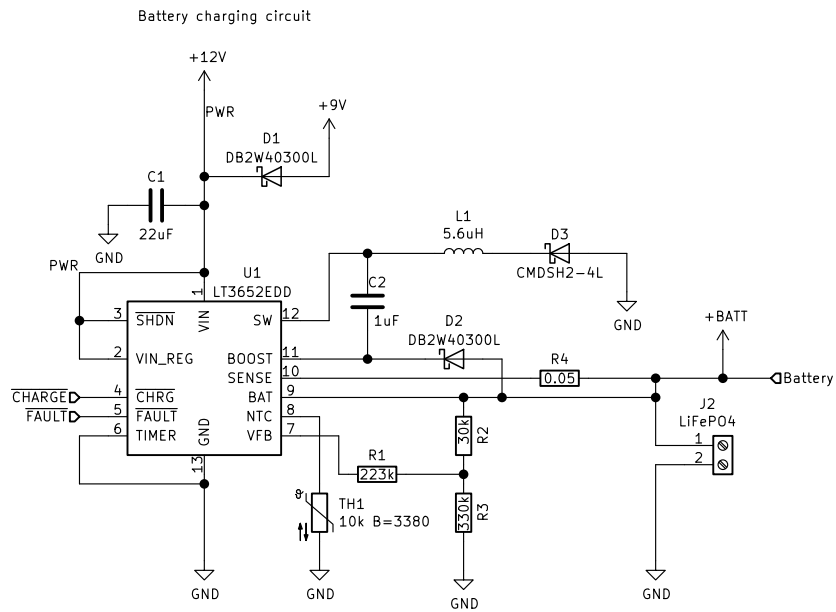 Battery charging circuit
+12V
PWR
+9V
D1
DB2W40300L
C1
22uF
GND
PWR
U1
LT3652EDD
1
VIN
3
SHDN
2
VIN_REG
4
CHRG
5
FAULT
6
TIMER
GND
13
SW
12
BOOST
11
SENSE
10
BAT
9
NTC
8
VFB
7
CHARGE
FAULT
L1
5.6uH
D3
CMDSH2-4L
GND
C2
1uF
D2
DB2W40300L
R4
0.05
+BATT
Battery
J2
LiFePO4
1
2
30k
R2
R1
223k
330k
R3
ϑ
TH1
10k B=3380
GND
GND
GND
GND